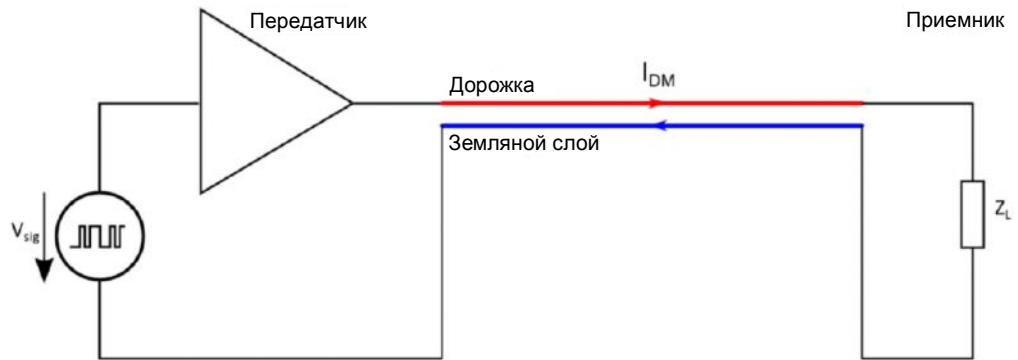 Передатчик
Приемник
Дорожка
I_DM
Земляной слой
V_sig
Z_L